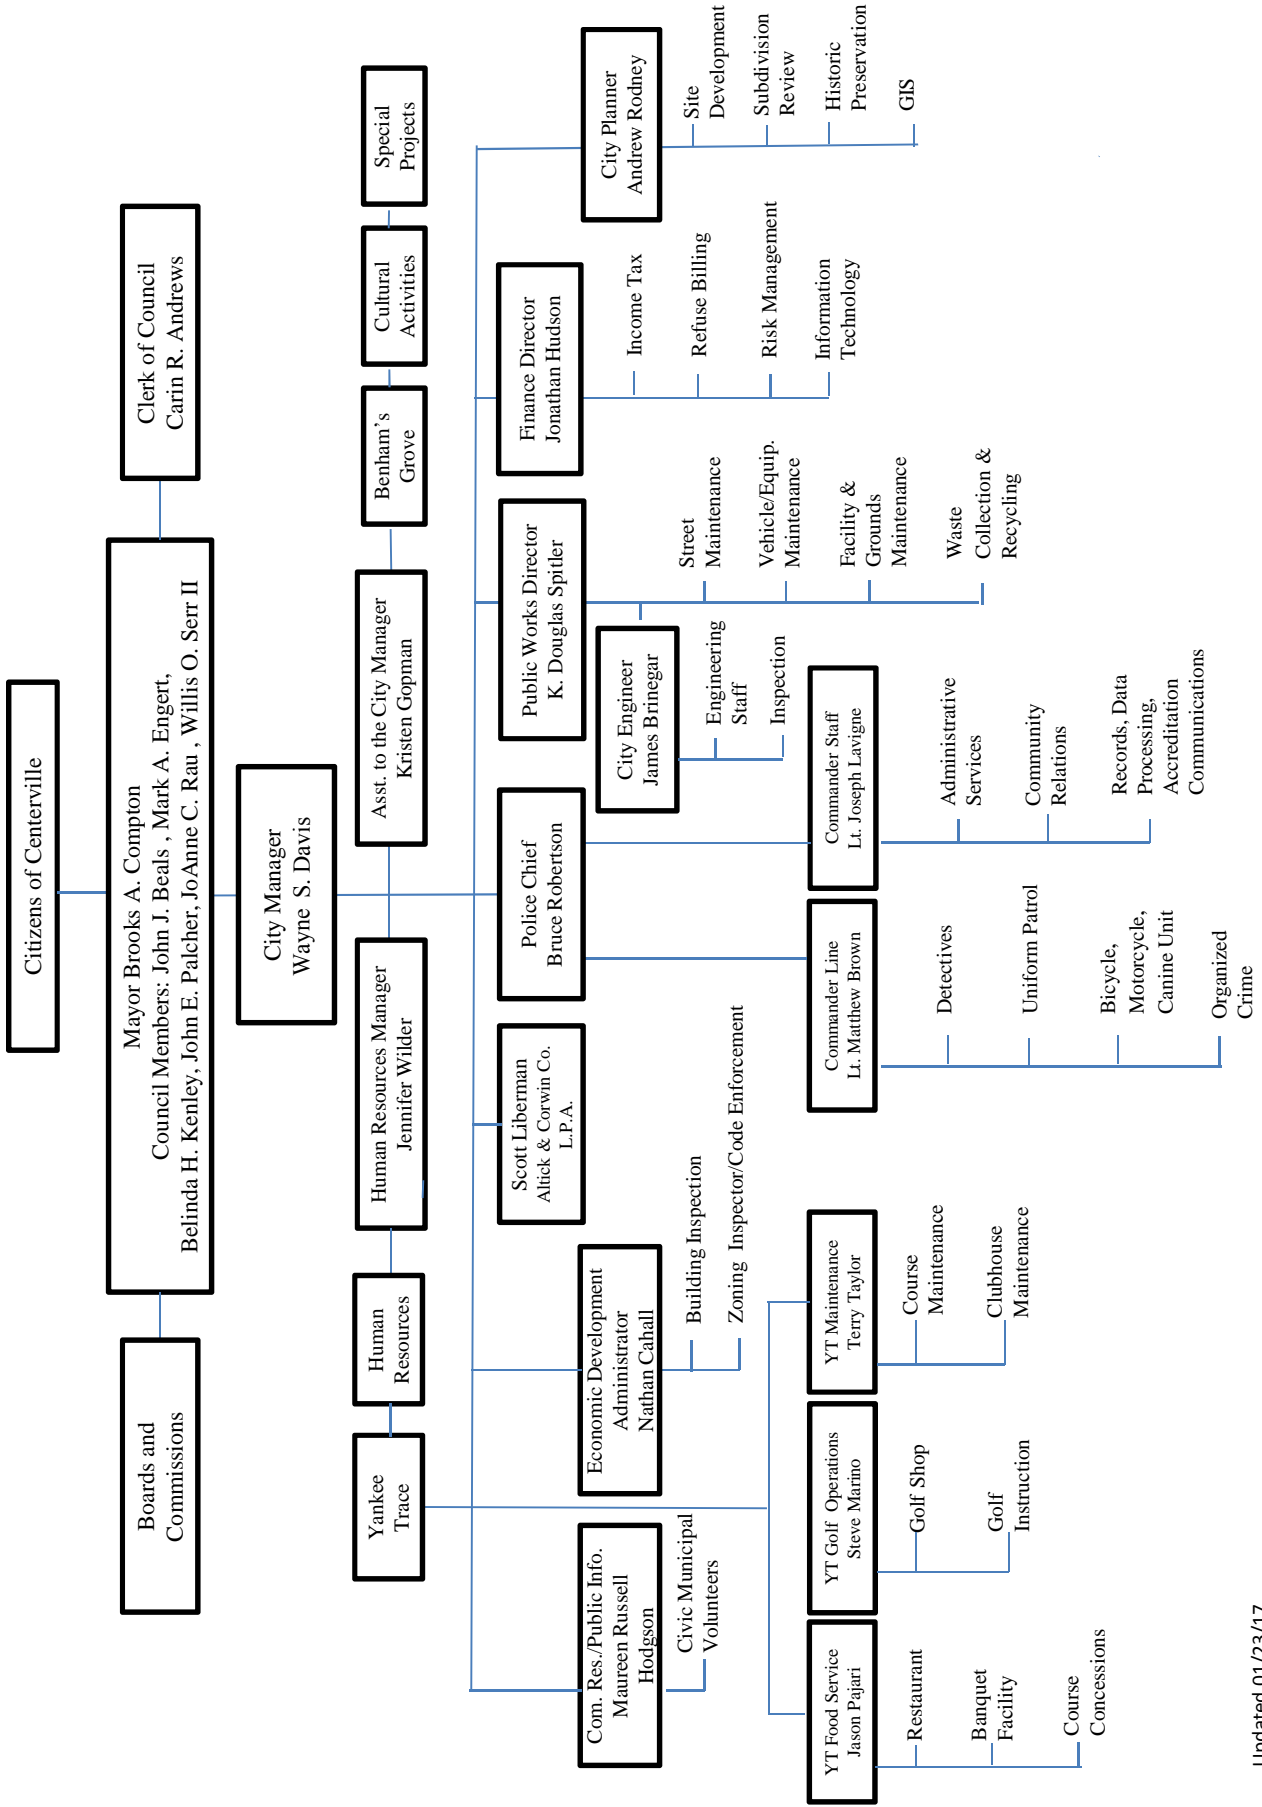 Citizens of Centerville
Boards and
Commissions
Mayor Brooks A. Compton
Council Members: John J. Beals , Mark A. Engert,
Belinda H. Kenley, John E. Palcher, JoAnne C. Rau , Willis O. Serr II
Clerk of Council
Carin R. Andrews
City Manager
Wayne S. Davis
Yankee
Trace
Human
Resources
Human Resources Manager
Jennifer Wilder
Asst. to the City Manager
Kristen Gopman
Benham’s
Grove
Cultural
Activities
Special
Projects
Com. Res./Public Info.
Maureen Russell
Hodgson
Civic Municipal
Volunteers
Economic Development
Administrator
Nathan Cahall
Building Inspection
Zoning Inspector/Code Enforcement
Scott Liberman
Altick & Corwin Co.
L.P.A.
Police Chief
Bruce Robertson
Public Works Director
K. Douglas Spitler
City Engineer
James Brinegar
Engineering
Staff
Inspection
Street
Maintenance
Vehicle/Equip.
Maintenance
Facility &
Grounds
Maintenance
Waste
Collection &
Recycling
Finance Director
Jonathan Hudson
Income Tax
Refuse Billing
Risk Management
Information
Technology
City Planner
Andrew Rodney
Site
Development
Subdivision
Review
Historic
Preservation
GIS
YT Food Service
Jason Pajari
Restaurant
Banquet
Facility
Course
Concessions
YT Golf Operations
Steve Marino
Golf Shop
Golf
Instruction
YT Maintenance
Terry Taylor
Course
Maintenance
Clubhouse
Maintenance
Commander Line
Lt. Matthew Brown
Detectives
Uniform Patrol
Bicycle,
Motorcycle,
Canine Unit
Organized
Crime
Commander Staff
Lt. Joseph Lavigne
Administrative
Services
Community
Relations
Records, Data
Processing,
Accreditation
Communications
Updated 01/23/17